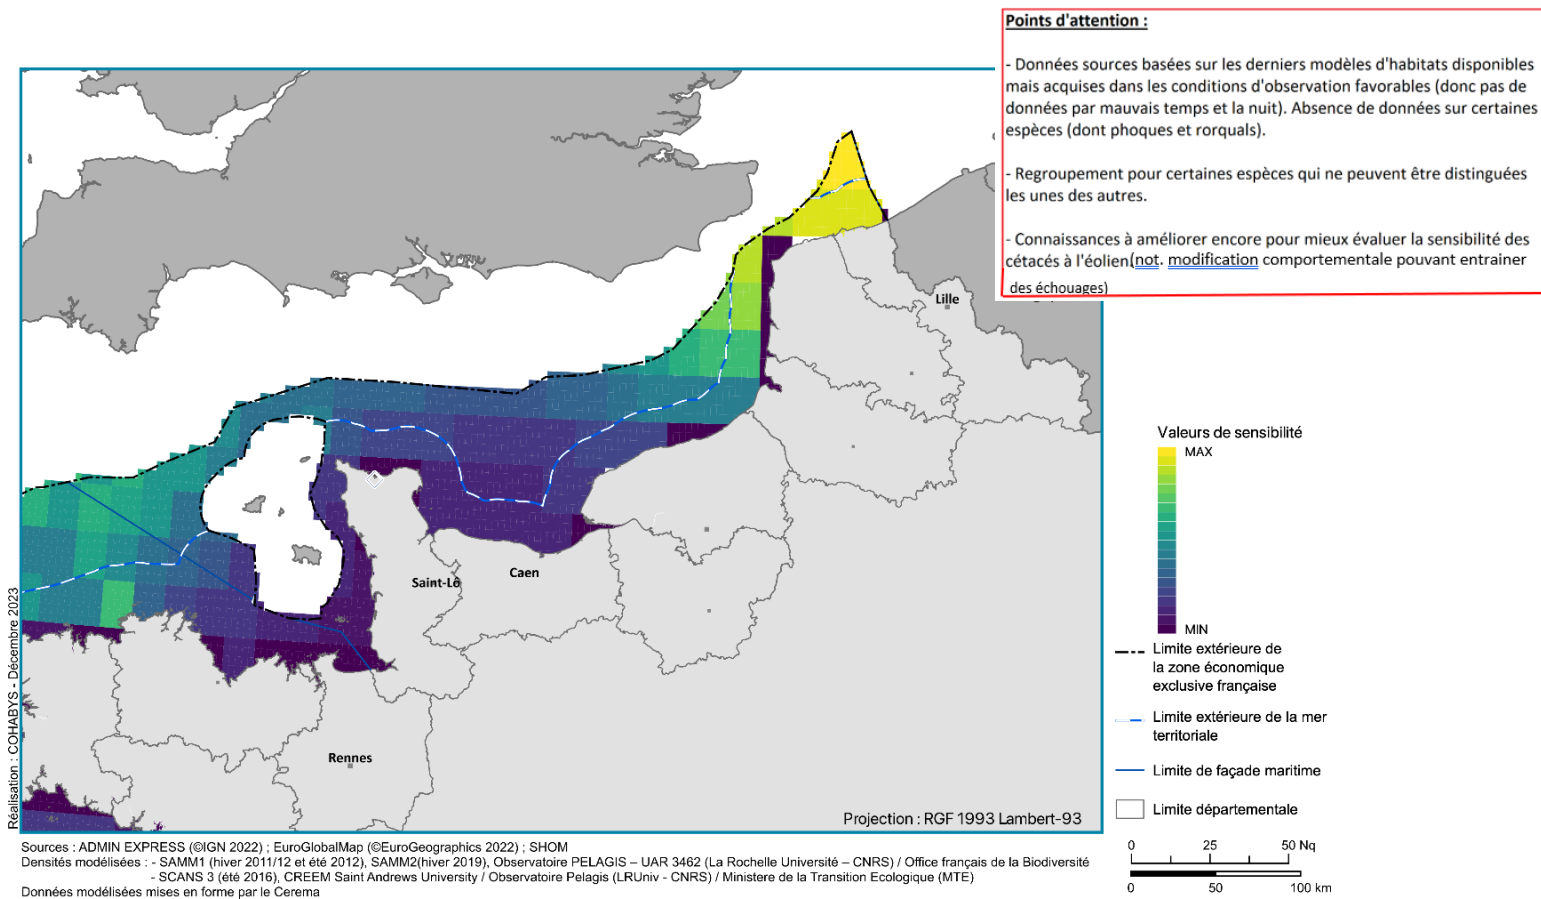 Points d'attention :
- Données sources basées sur les derniers modèles d'habitats disponibles
mais acquises dans les conditions d'observation favorables (donc pas de
données par mauvais temps et la nuit). Absence de données sur certaines
espèces (dont phoques et rorquals).
- Regroupement pour certaines espèces qui ne peuvent être distinguées
les unes des autres.
- Connaissances à améliorer encore pour mieux évaluer la sensibilité des
cétacés à l'éolien(not. modification comportementale pouvant entrainer
des échouages)
Lille
Saint-Lô
Caen
Rennes
Valeurs de sensibilité
MAX
MIN
Limite extérieure de
la zone économique
exclusive française
Limite extérieure de la mer
territoriale
Limite de façade maritime
Limite départementale
0 25 50 Nq
0 50 100 km
Projection : RGF 1993 Lambert-93
Réalisation : COHABYS - Décembre 2023
Sources : ADMIN EXPRESS (©IGN 2022) ; EuroGlobalMap (©EuroGeographics 2022) ; SHOM
Densités modélisées : - SAMM1 (hiver 2011/12 et été 2012), SAMM2(hiver 2019), Observatoire PELAGIS – UAR 3462 (La Rochelle Université – CNRS) / Office français de la Biodiversité
- SCANS 3 (été 2016), CREEM Saint Andrews University / Observatoire Pelagis (LRUniv - CNRS) / Ministere de la Transition Ecologique (MTE)
Données modélisées mises en forme par le Cerema